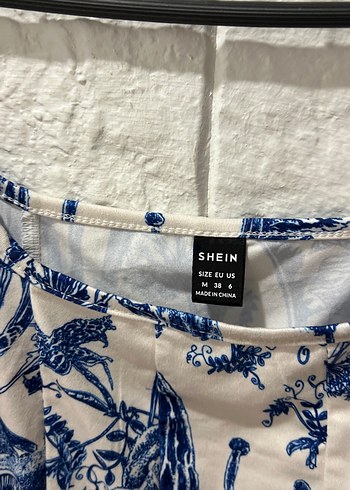 SHEIN
SIZE EU US
M 38 6
MADE IN CHINA